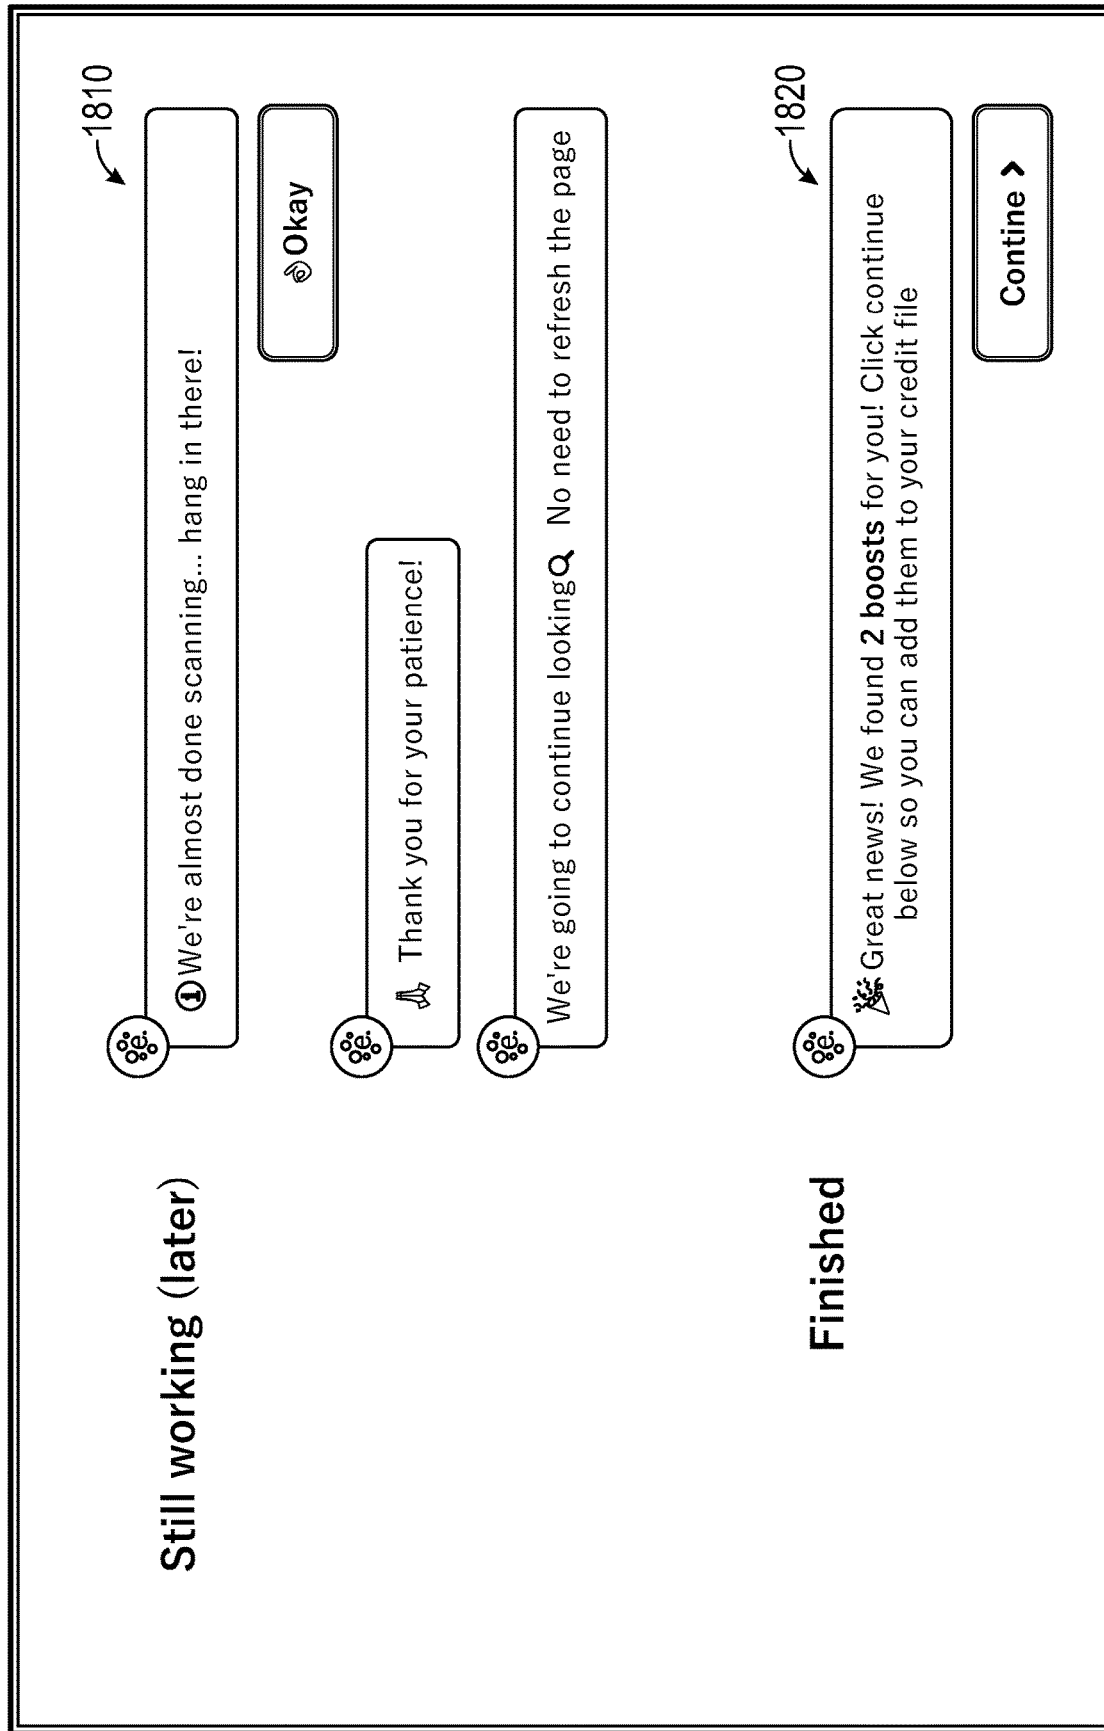 Still working (later)
1810
We're almost done scanning... hang in there!
Okay
e.
Thank you for your patience!
e.
We're going to continue looking No need to refresh the page
e.
Finished
1820
Great news! We found 2 boosts for you! Click continue
below so you can add them to your credit file
e.
Contine >